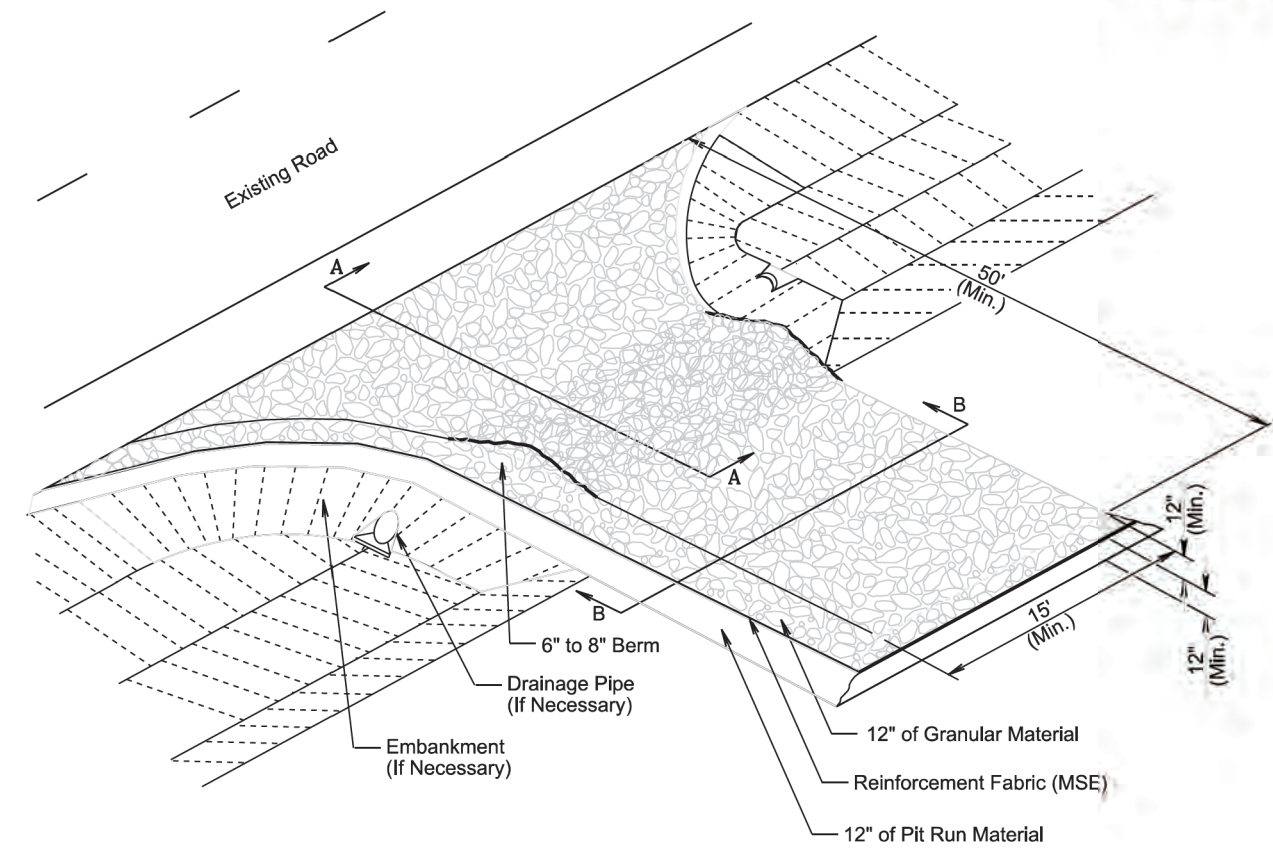 Existing Road
A
50'
(Min.)
B
A
12"
(Min.)
15'
(Min.)
B
12"
(Min.)
6" to 8" Berm
Drainage Pipe
(If Necessary)
Embankment
(If Necessary)
12" of Granular Material
Reinforcement Fabric (MSE)
12" of Pit Run Material